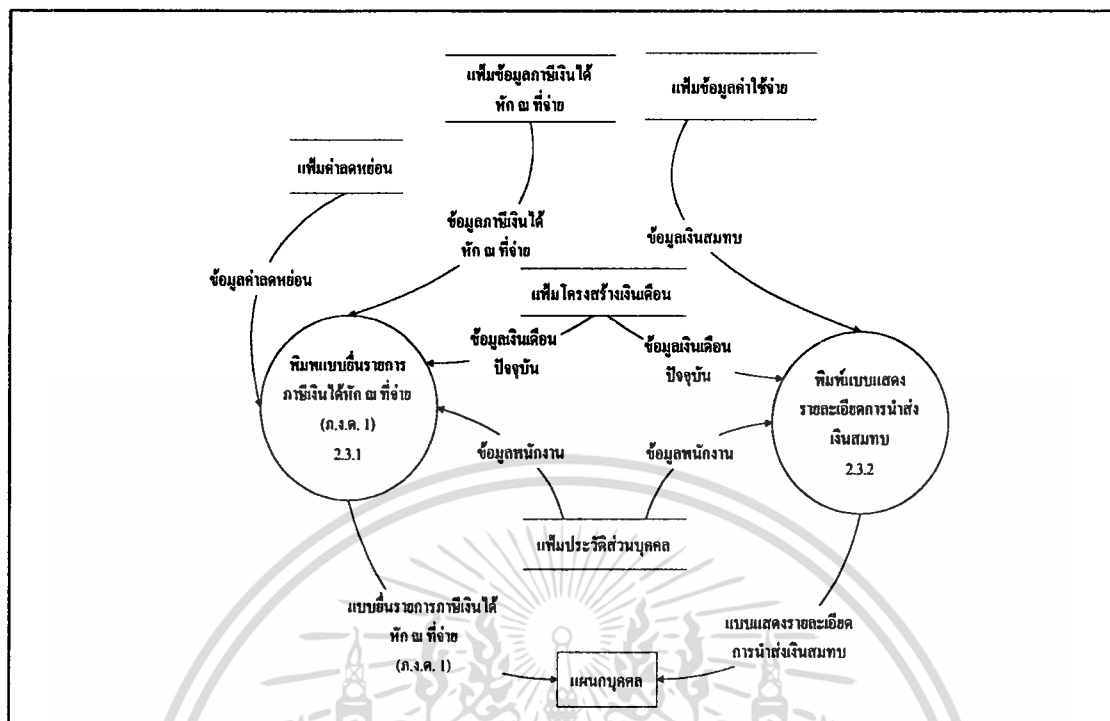 แฟ้มข้อมูลภาษีเงินได้
หัก ณ ที่จ่าย
แฟ้มข้อมูลค่าใช้จ่าย
แฟ้มค่าลดหย่อน
ข้อมูลภาษีเงินได้
หัก ณ ที่จ่าย
ข้อมูลเงินสมทบ
ข้อมูลค่าลดหย่อน
แฟ้มโครงสร้างเงินเดือน
ข้อมูลเงินเดือน
ปัจจุบัน
ข้อมูลเงินเดือน
ปัจจุบัน
พิมพ์แบบยื่นรายการ
ภาษีเงินได้หัก ณ ที่จ่าย
(ภ.ง.ด. 1)
2.3.1
พิมพ์แบบแสดง
รายละเอียดการนำส่ง
เงินสมทบ
2.3.2
ข้อมูลพนักงาน
ข้อมูลพนักงาน
แฟ้มประวัติส่วนบุคคล
แบบยื่นรายการภาษีเงินได้
หัก ณ ที่จ่าย
(ภ.ง.ด. 1)
แบบแสดงรายละเอียด
การนำส่งเงินสมทบ
แผนกบุคคล